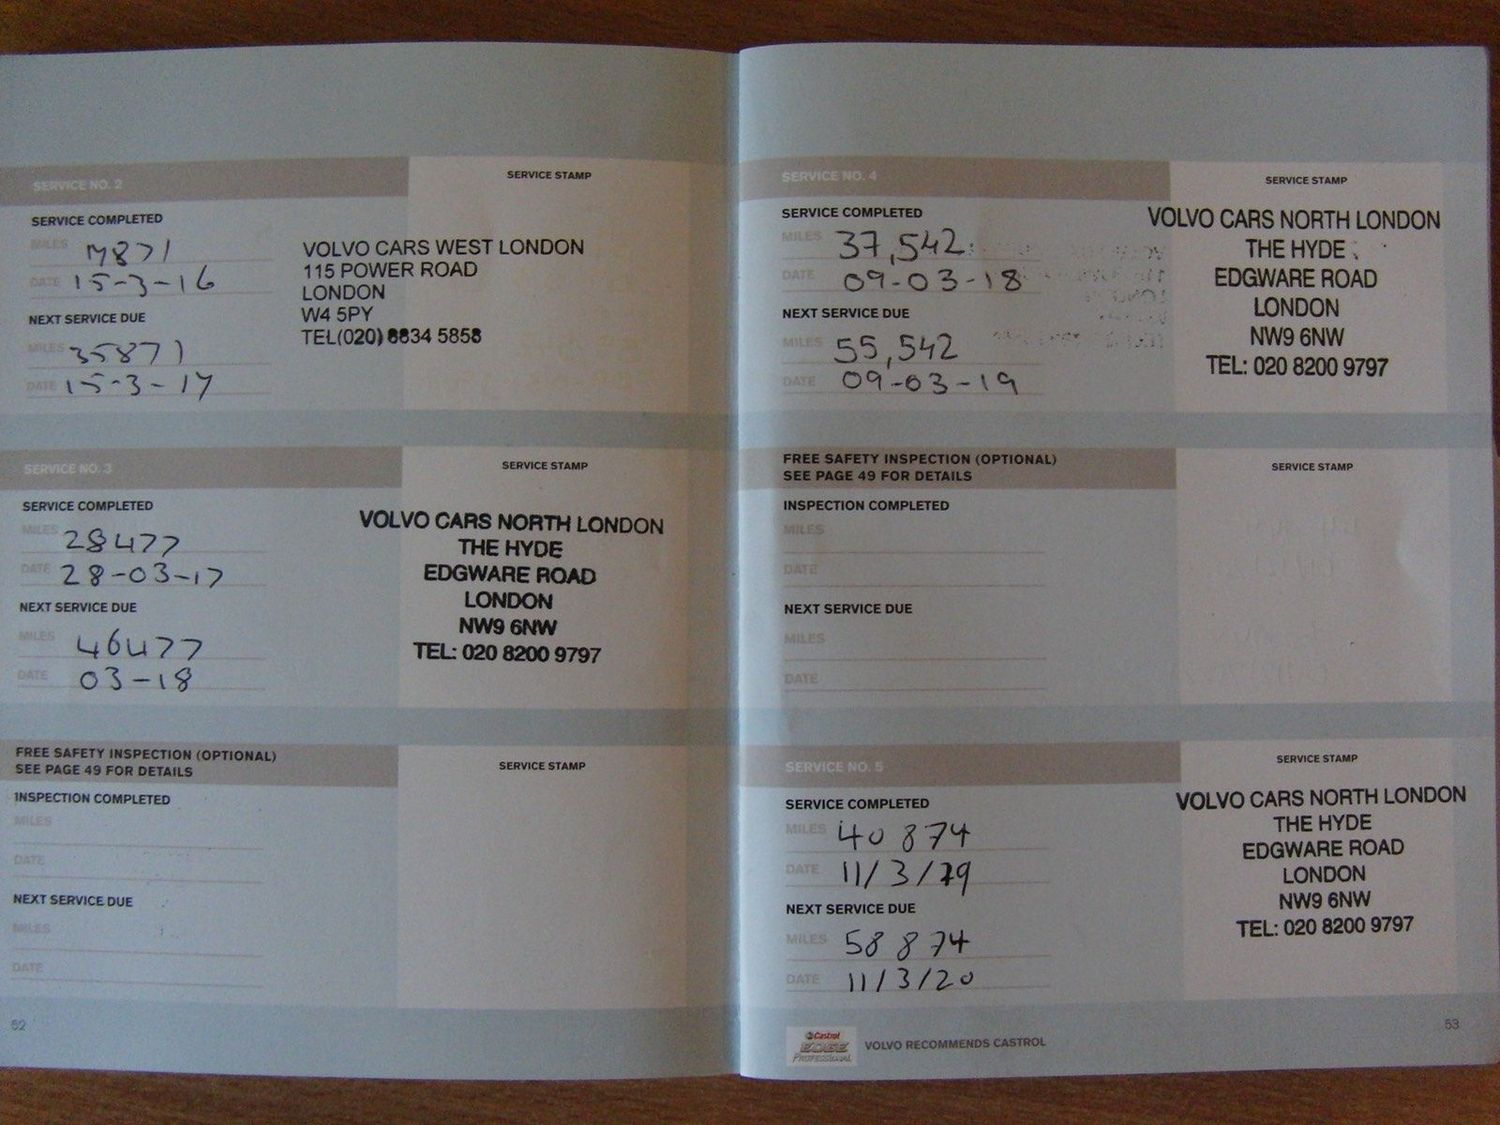 SERVICE NO. 2
SERVICE STAMP
SERVICE COMPLETED
MILES 17871
DATE 15-3-16
NEXT SERVICE DUE
MILES 35871
DATE 15-3-17
VOLVO CARS WEST LONDON
115 POWER ROAD
LONDON
W4 5PY
TEL(020) 8834 5858
SERVICE NO. 3
SERVICE STAMP
SERVICE COMPLETED
MILES 28477
DATE 28-03-17
NEXT SERVICE DUE
MILES 46477
DATE 03-18
VOLVO CARS NORTH LONDON
THE HYDE
EDGWARE ROAD
LONDON
NW9 6NW
TEL: 020 8200 9797
FREE SAFETY INSPECTION (OPTIONAL)
SEE PAGE 49 FOR DETAILS
SERVICE STAMP
INSPECTION COMPLETED
MILES
DATE
NEXT SERVICE DUE
MILES
DATE
52
SERVICE NO. 4
SERVICE STAMP
SERVICE COMPLETED
MILES 37,542
DATE 09-03-18
NEXT SERVICE DUE
MILES 55,542
DATE 09-03-19
VOLVO CARS NORTH LONDON
THE HYDE
EDGWARE ROAD
LONDON
NW9 6NW
TEL: 020 8200 9797
FREE SAFETY INSPECTION (OPTIONAL)
SEE PAGE 49 FOR DETAILS
SERVICE STAMP
INSPECTION COMPLETED
MILES
DATE
NEXT SERVICE DUE
MILES
DATE
SERVICE NO. 5
SERVICE STAMP
SERVICE COMPLETED
MILES 40874
DATE 11/3/19
NEXT SERVICE DUE
MILES 58874
DATE 11/3/20
VOLVO CARS NORTH LONDON
THE HYDE
EDGWARE ROAD
LONDON
NW9 6NW
TEL: 020 8200 9797
Castrol
EDGE
PROFESSIONAL
VOLVO RECOMMENDS CASTROL
53